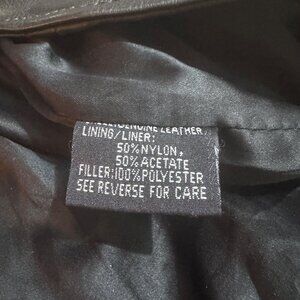 GENUINE LEATHER
LINING/LINER:
50%NYLON,
50%ACETATE
FILLER:100%POLYESTER
SEE REVERSE FOR CARE